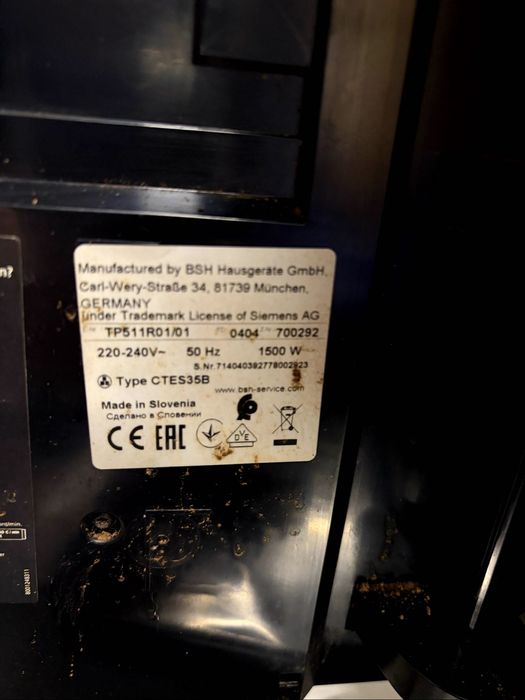 n?
Manufactured by BSH Hausgeräte GmbH,
Carl-Wery-Straße 34, 81739 München,
GERMANY
under Trademark License of Siemens AG
TP511R01/01 FD 0404 700292
220-240V~ 50 Hz 1500 W
S.Nr.714040392778002923
Type CTES35B
www.bsh-service.com
Made in Slovenia
Сделано в Словении
CE EAC
DVE